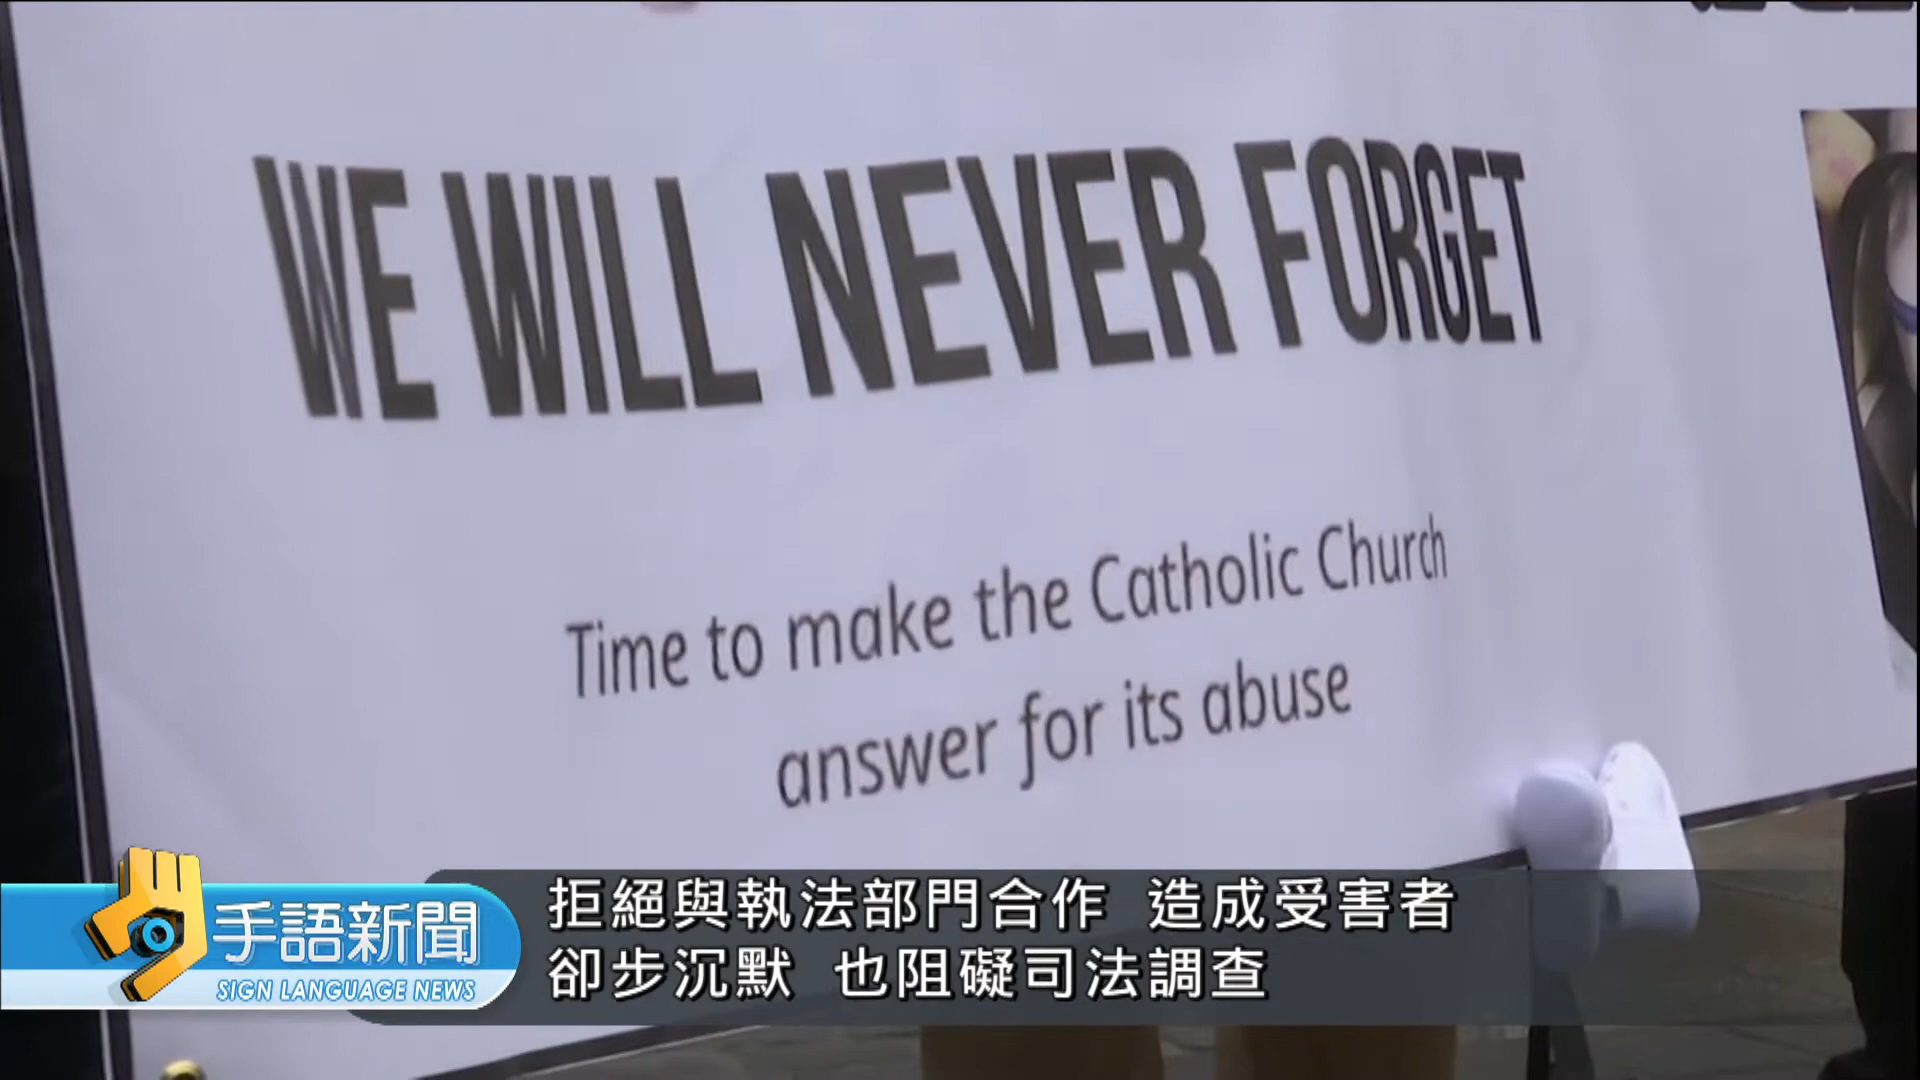 WE WILL NEVER FORGET
Time to make the Catholic Church
answer for its abuse
手語新聞
SIGN LANGUAGE NEWS
拒絕與執法部門合作 造成受害者
卻步沉默 也阻礙司法調查